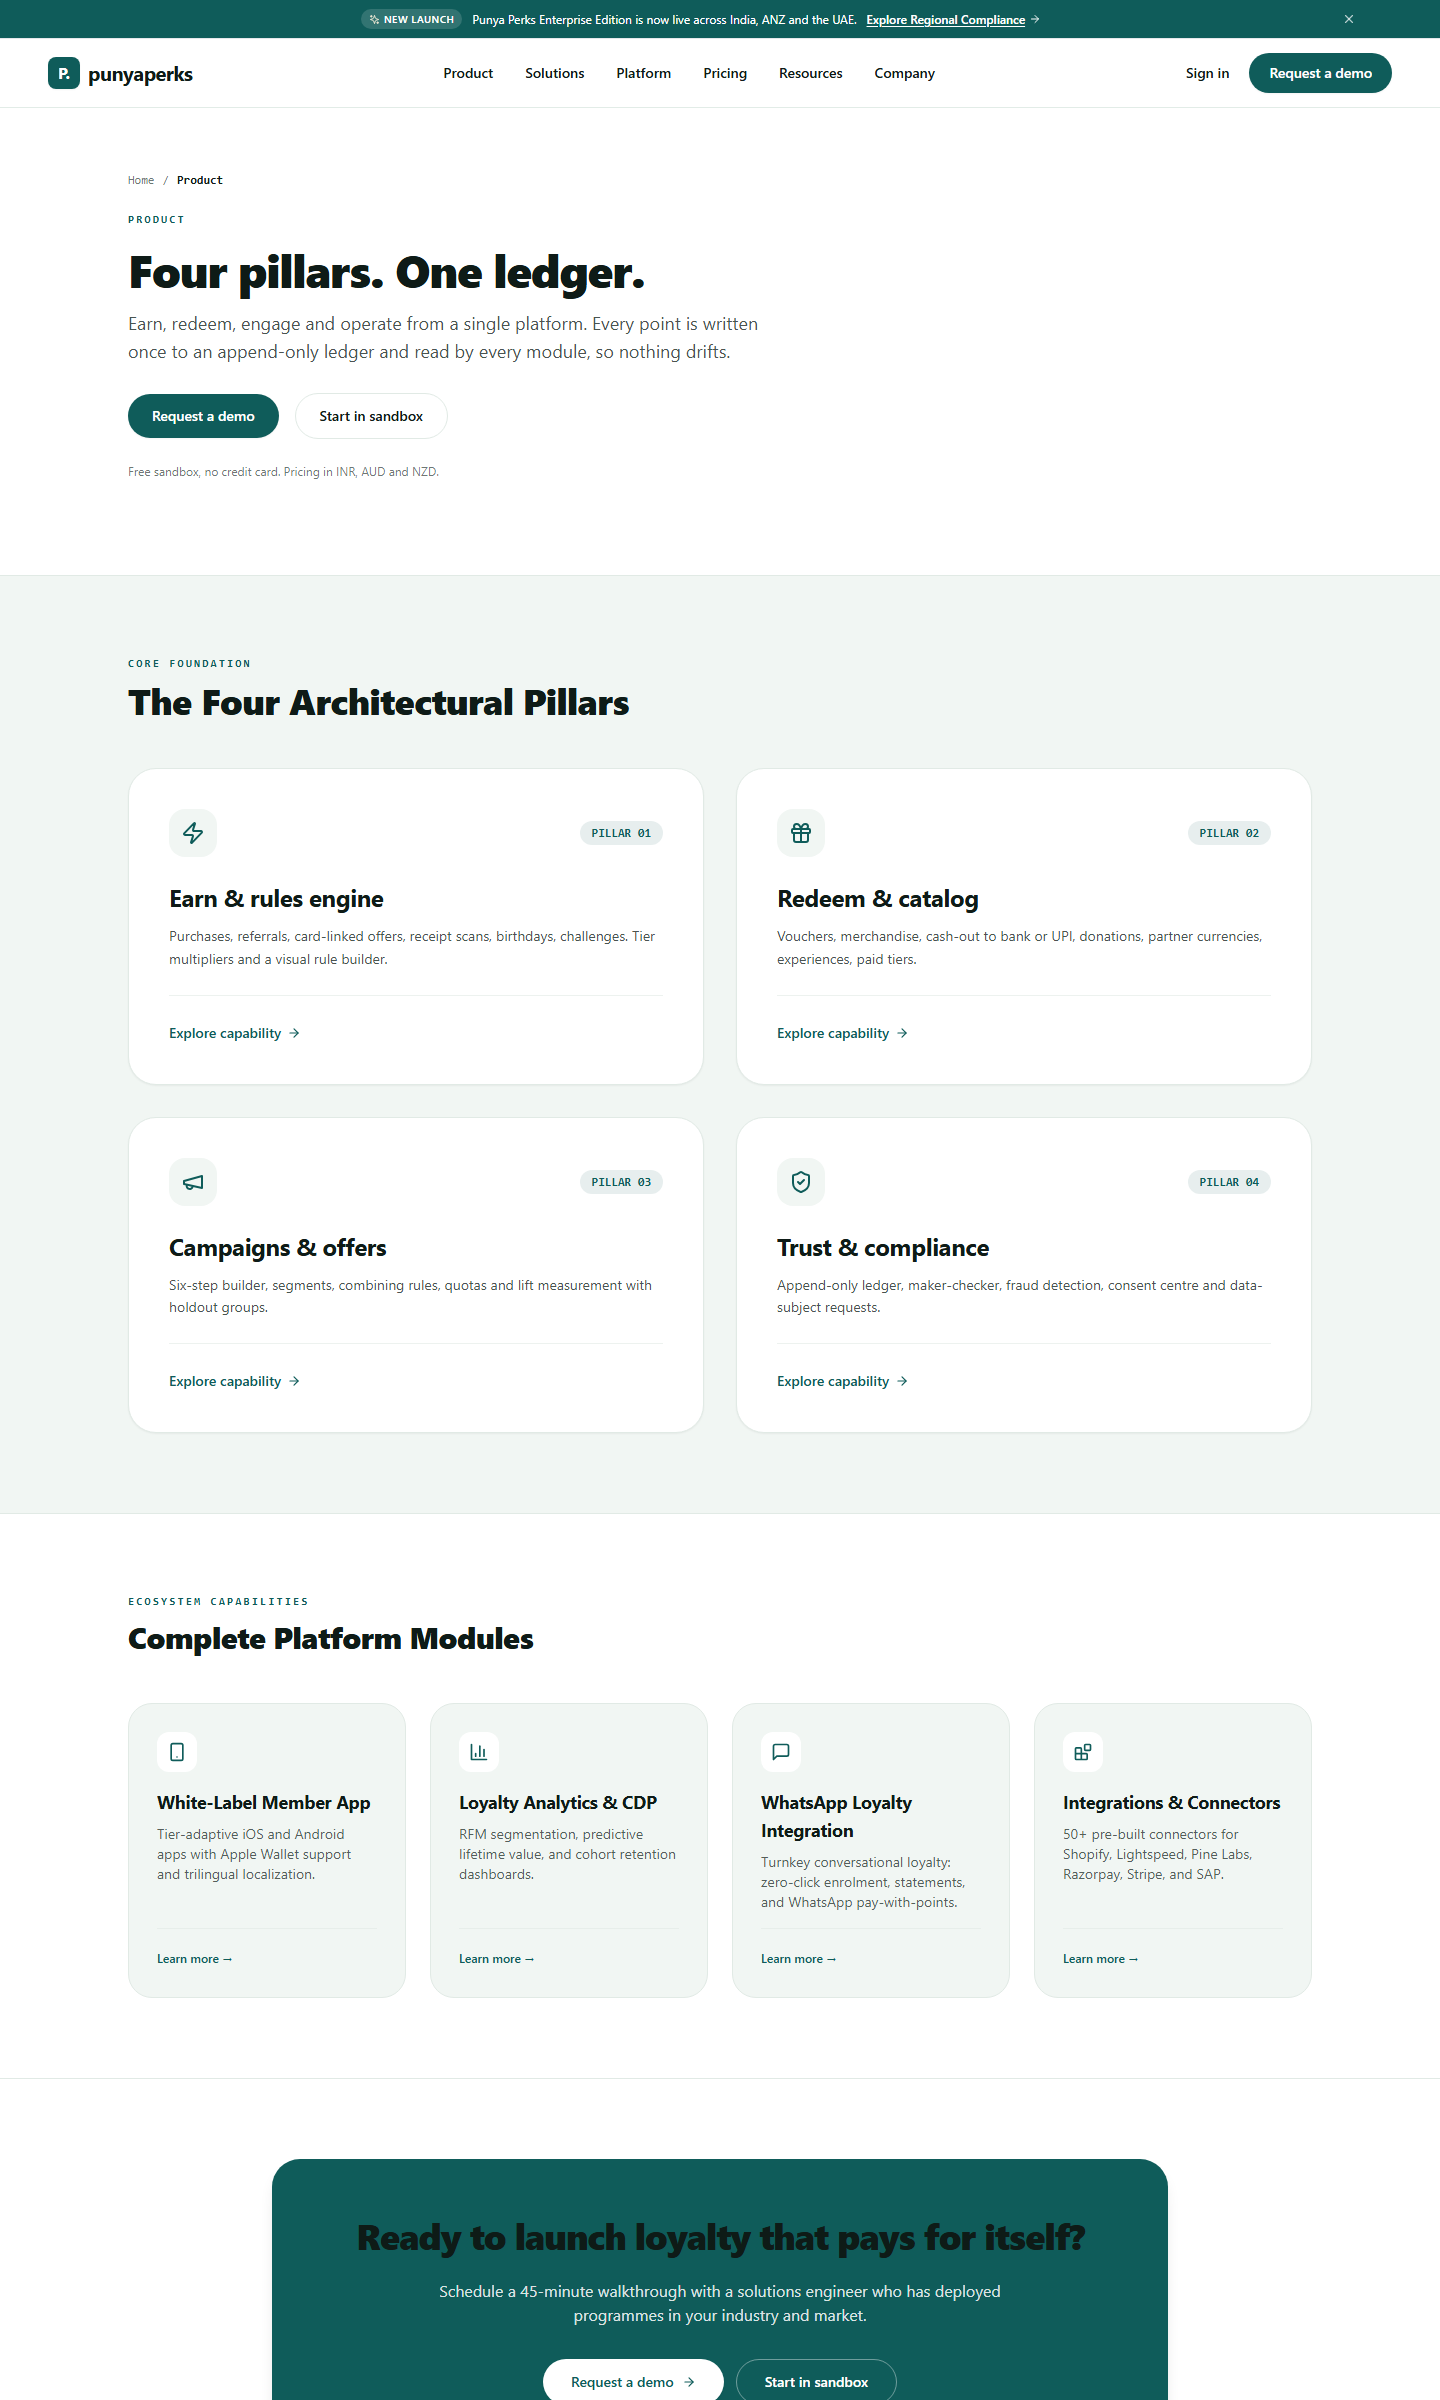 NEW LAUNCH Punya Perks Enterprise Edition is now live across India, ANZ and the UAE. Explore Regional Compliance →
P. punyaperks
Product Solutions Platform Pricing Resources Company
Sign in Request a demo
Home / Product
PRODUCT
Four pillars. One ledger.
Earn, redeem, engage and operate from a single platform. Every point is written
once to an append-only ledger and read by every module, so nothing drifts.
Request a demo Start in sandbox
Free sandbox, no credit card. Pricing in INR, AUD and NZD.
CORE FOUNDATION
The Four Architectural Pillars
PILLAR 01
Earn & rules engine
Purchases, referrals, card-linked offers, receipt scans, birthdays, challenges. Tier
multipliers and a visual rule builder.
Explore capability →
PILLAR 02
Redeem & catalog
Vouchers, merchandise, cash-out to bank or UPI, donations, partner currencies,
experiences, paid tiers.
Explore capability →
PILLAR 03
Campaigns & offers
Six-step builder, segments, combining rules, quotas and lift measurement with
holdout groups.
Explore capability →
PILLAR 04
Trust & compliance
Append-only ledger, maker-checker, fraud detection, consent centre and data-
subject requests.
Explore capability →
ECOSYSTEM CAPABILITIES
Complete Platform Modules
White-Label Member App
Tier-adaptive iOS and Android
apps with Apple Wallet support
and trilingual localization.
Learn more →
Loyalty Analytics & CDP
RFM segmentation, predictive
lifetime value, and cohort retention
dashboards.
Learn more →
WhatsApp Loyalty
Integration
Turnkey conversational loyalty:
zero-click enrolment, statements,
and WhatsApp pay-with-points.
Learn more →
Integrations & Connectors
50+ pre-built connectors for
Shopify, Lightspeed, Pine Labs,
Razorpay, Stripe, and SAP.
Learn more →
Ready to launch loyalty that pays for itself?
Schedule a 45-minute walkthrough with a solutions engineer who has deployed
programmes in your industry and market.
Request a demo → Start in sandbox